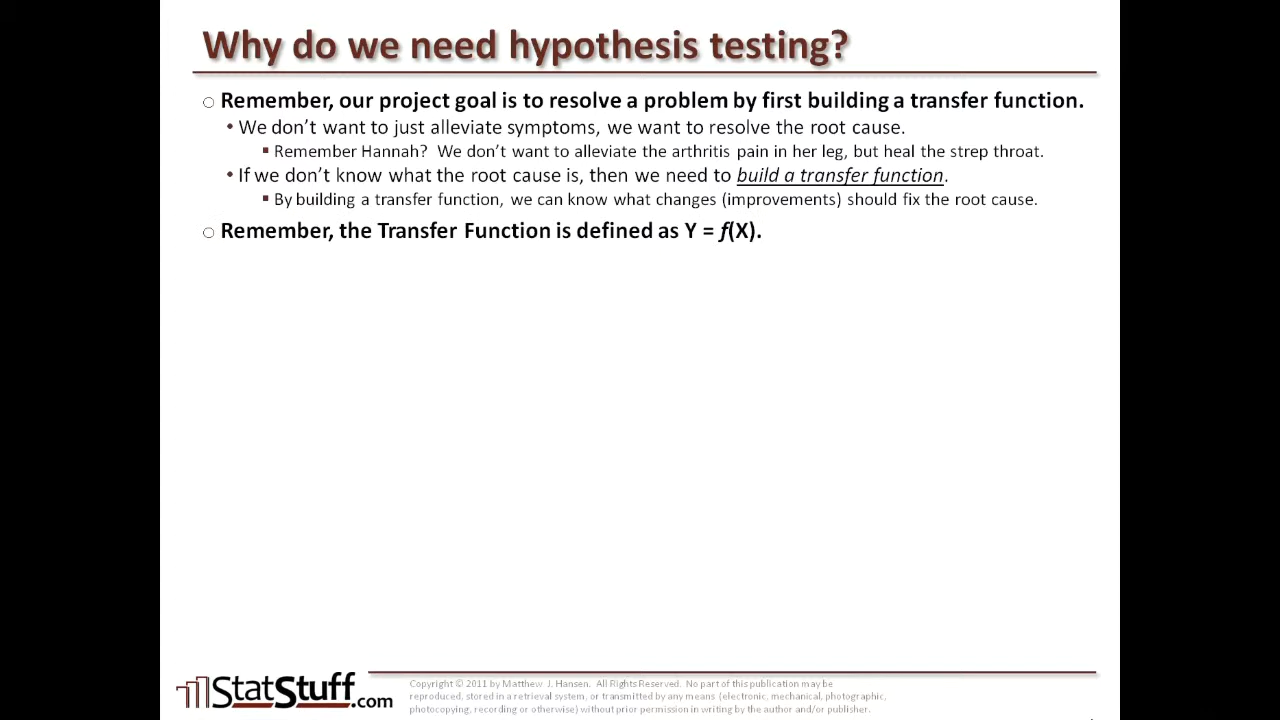 Why do we need hypothesis testing?
○ Remember, our project goal is to resolve a problem by first building a transfer function.
• We don't want to just alleviate symptoms, we want to resolve the root cause.
▪ Remember Hannah? We don't want to alleviate the arthritis pain in her leg, but heal the strep throat.
• If we don't know what the root cause is, then we need to build a transfer function.
▪ By building a transfer function, we can know what changes (improvements) should fix the root cause.
○ Remember, the Transfer Function is defined as Y = f(X).
StatStuff.com
Copyright © 2011 by Matthew J. Hansen. All Rights Reserved. No part of this publication may be
reproduced, stored in a retrieval system, or transmitted by any means (electronic, mechanical, photographic,
photocopying, recording or otherwise) without prior permission in writing by the author and/or publisher.